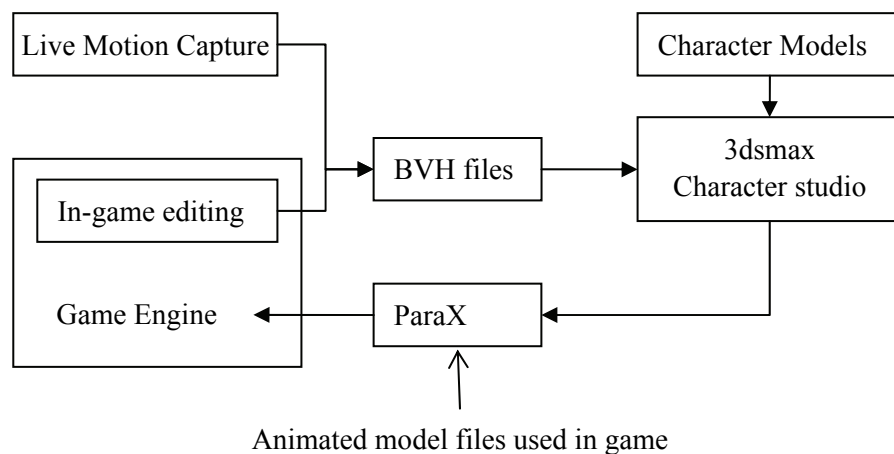 Live Motion Capture
Character Models
3dsmax
Character studio
BVH files
In-game editing
Game Engine
ParaX
Animated model files used in game